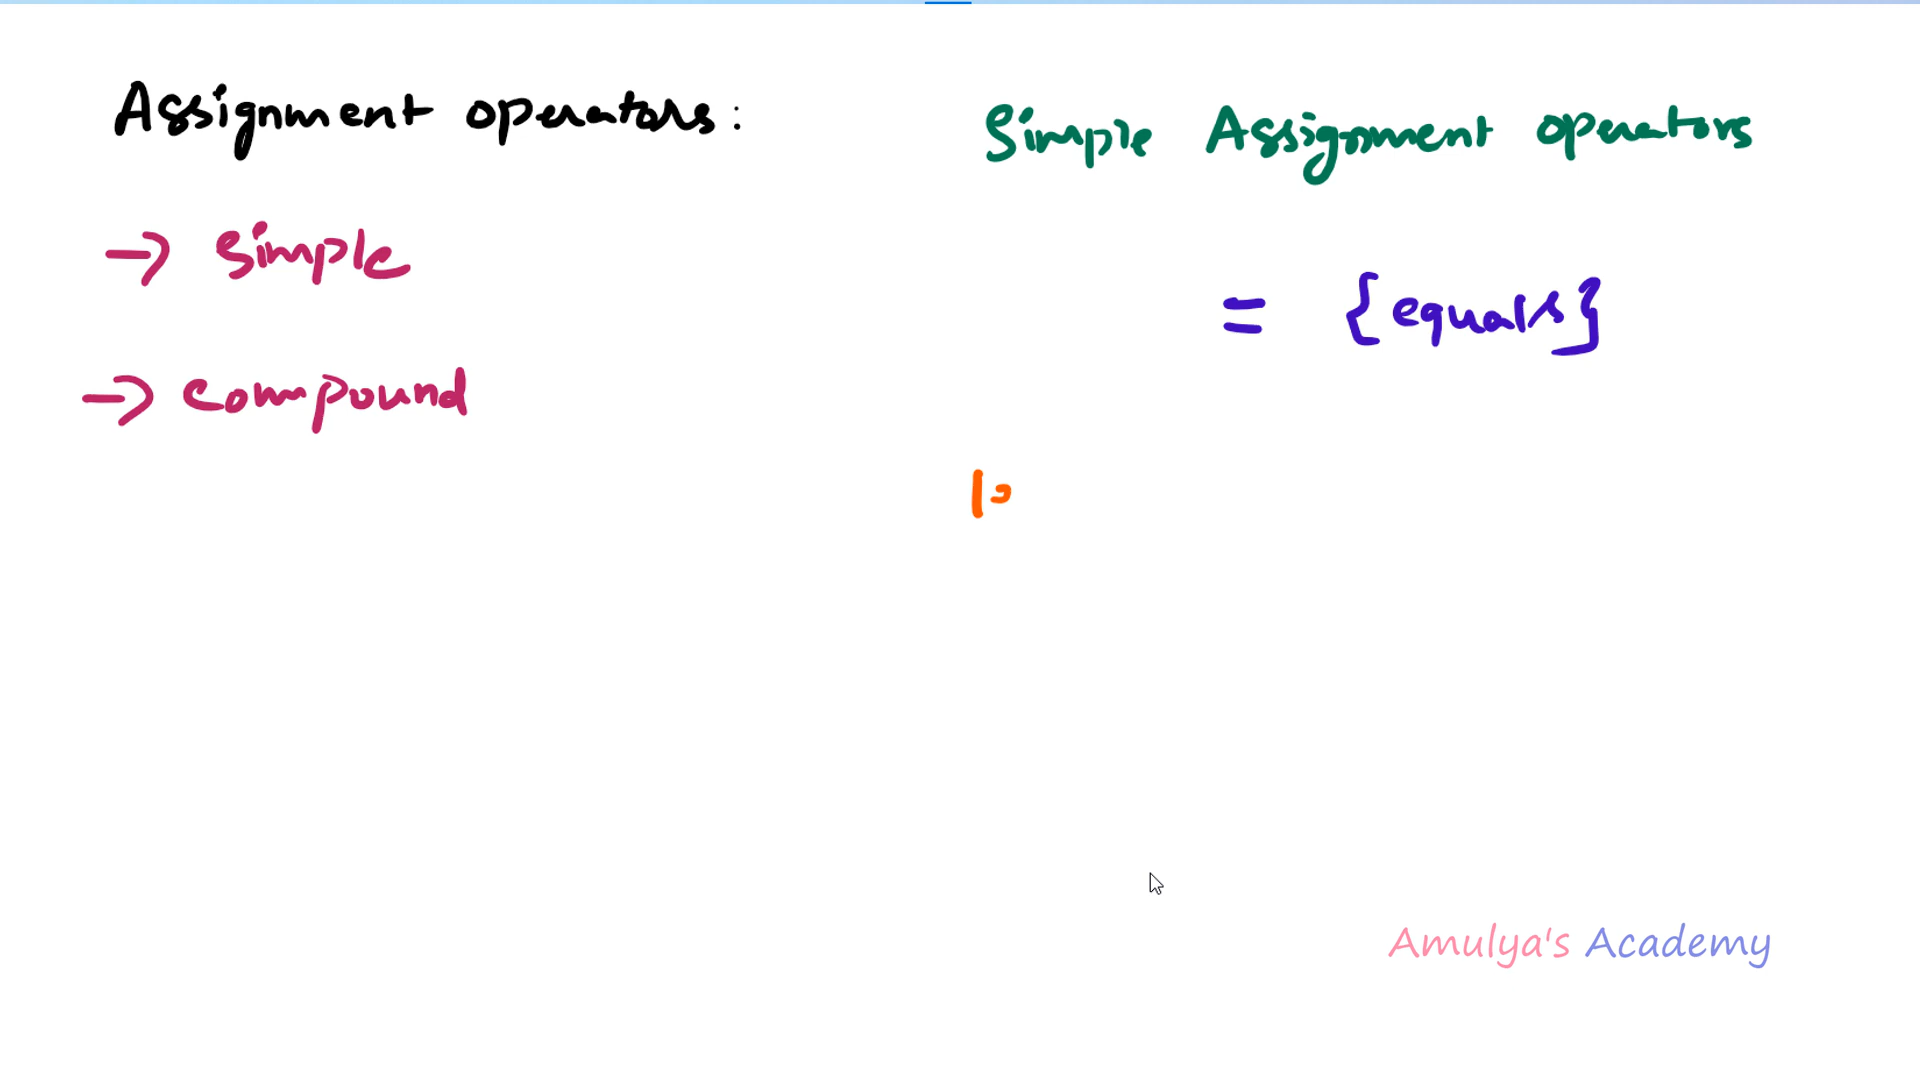 Assignment operators:
→ Simple
→ compound
Simple Assignment operators
= {equals}
Amulya's Academy